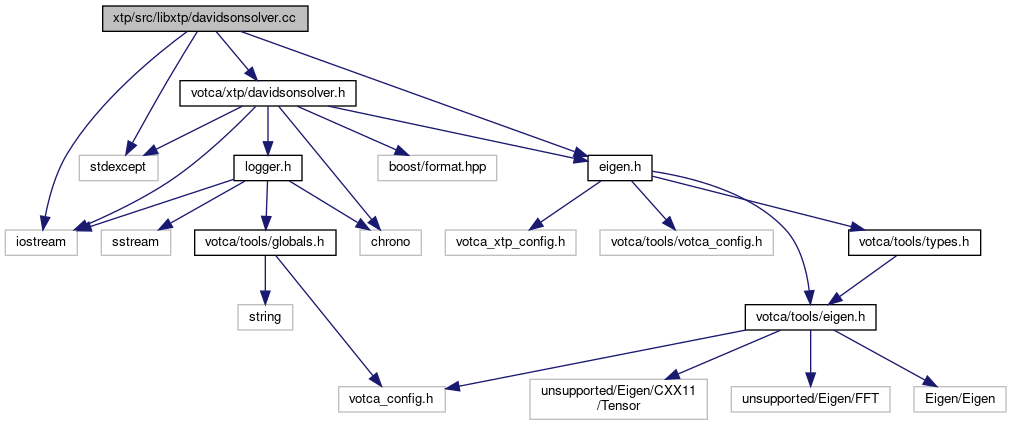 xtp/src/libxtp/davidsonsolver.cc
votca/xtp/davidsonsolver.h
stdexcept
logger.h
boost/format.hpp
eigen.h
iostream
sstream
votca/tools/globals.h
chrono
votca_xtp_config.h
votca/tools/votca_config.h
votca/tools/types.h
string
votca/tools/eigen.h
votca_config.h
unsupported/Eigen/CXX11
/Tensor
unsupported/Eigen/FFT
Eigen/Eigen